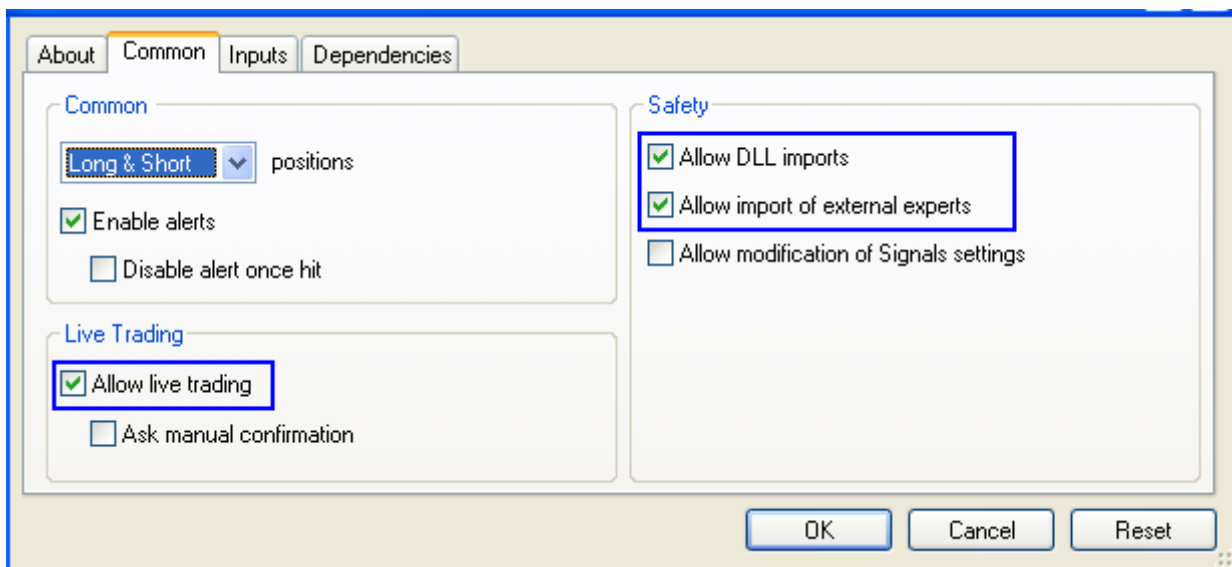 About Common Inputs Dependencies
Common
Long & Short positions
Enable alerts
Disable alert once hit
Live Trading
Allow live trading
Ask manual confirmation
Safety
Allow DLL imports
Allow import of external experts
Allow modification of Signals settings
OK Cancel Reset